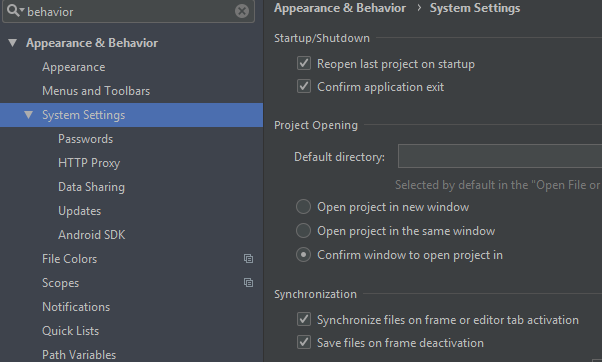 behavior
Appearance & Behavior
Appearance
Menus and Toolbars
System Settings
Passwords
HTTP Proxy
Data Sharing
Updates
Android SDK
File Colors
Scopes
Notifications
Quick Lists
Path Variables
Appearance & Behavior › System Settings
Startup/Shutdown
Reopen last project on startup
Confirm application exit
Project Opening
Default directory:
Selected by default in the "Open File or
Open project in new window
Open project in the same window
Confirm window to open project in
Synchronization
Synchronize files on frame or editor tab activation
Save files on frame deactivation